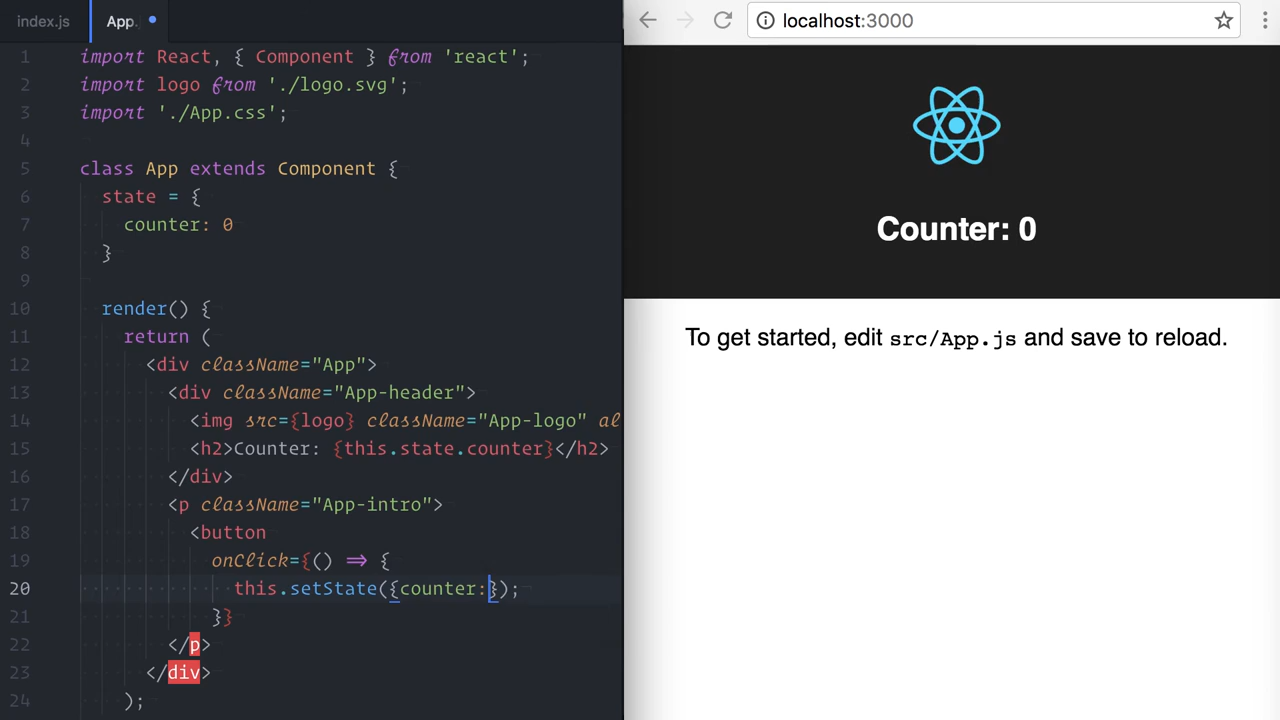 index.js
App.
1 import React, { Component } from 'react';
2 import logo from './logo.svg';
3 import './App.css';
4
5 class App extends Component {
6 state = {
7 counter: 0
8 }
9
10 render() {
11 return (
12 <div className="App">
13 <div className="App-header">
14 <img src={logo} className="App-logo" al
15 <h2>Counter: {this.state.counter}</h2>
16 </div>
17 <p className="App-intro">
18 <button
19 onClick={() => {
20 this.setState({counter:});
21 }}
22 </p>
23 </div>
24 );
localhost:3000
Counter: 0
To get started, edit src/App.js and save to reload.